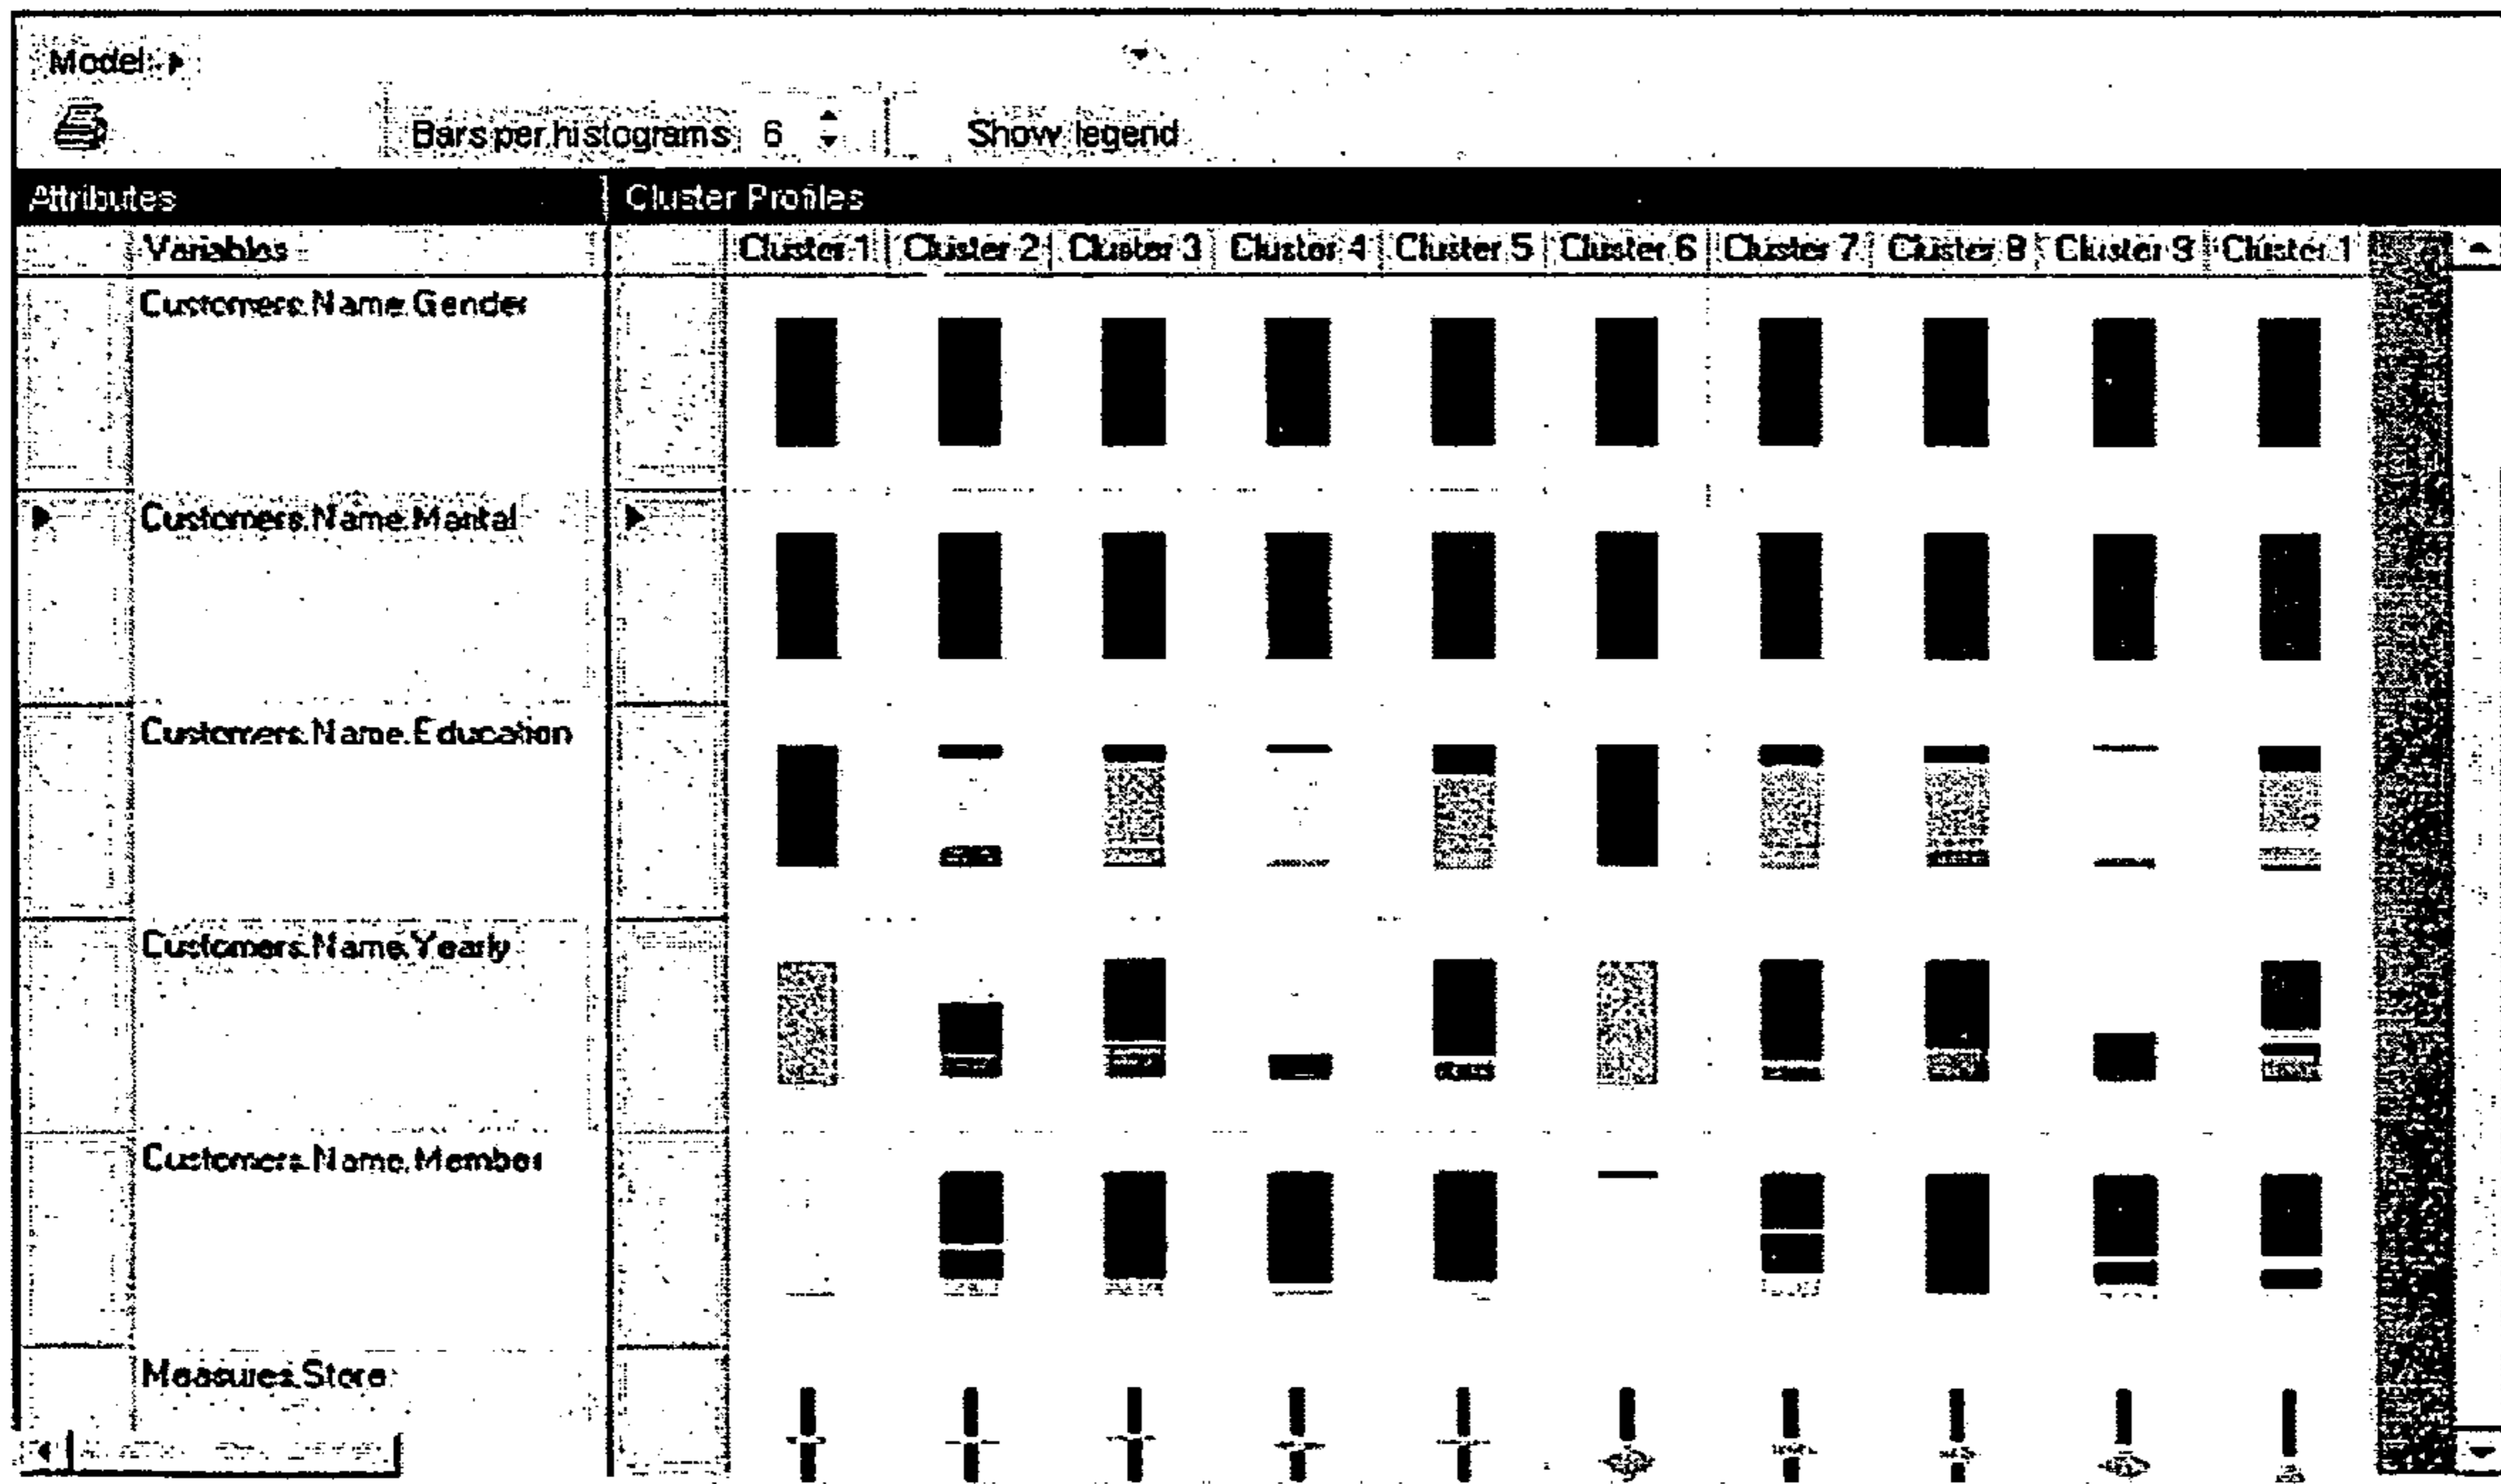 Model
Bars per histograms 6 Show legend
Attributes Cluster Profiles
Variables Cluster 1 Cluster 2 Cluster 3 Cluster 4 Cluster 5 Cluster 6 Cluster 7 Cluster 8 Cluster 9 Cluster 1
Customers.Name.Gender
Customers.Name.Marital
Customers.Name.Education
Customers.Name.Yearly
Customers.Name.Member
Measures.Store